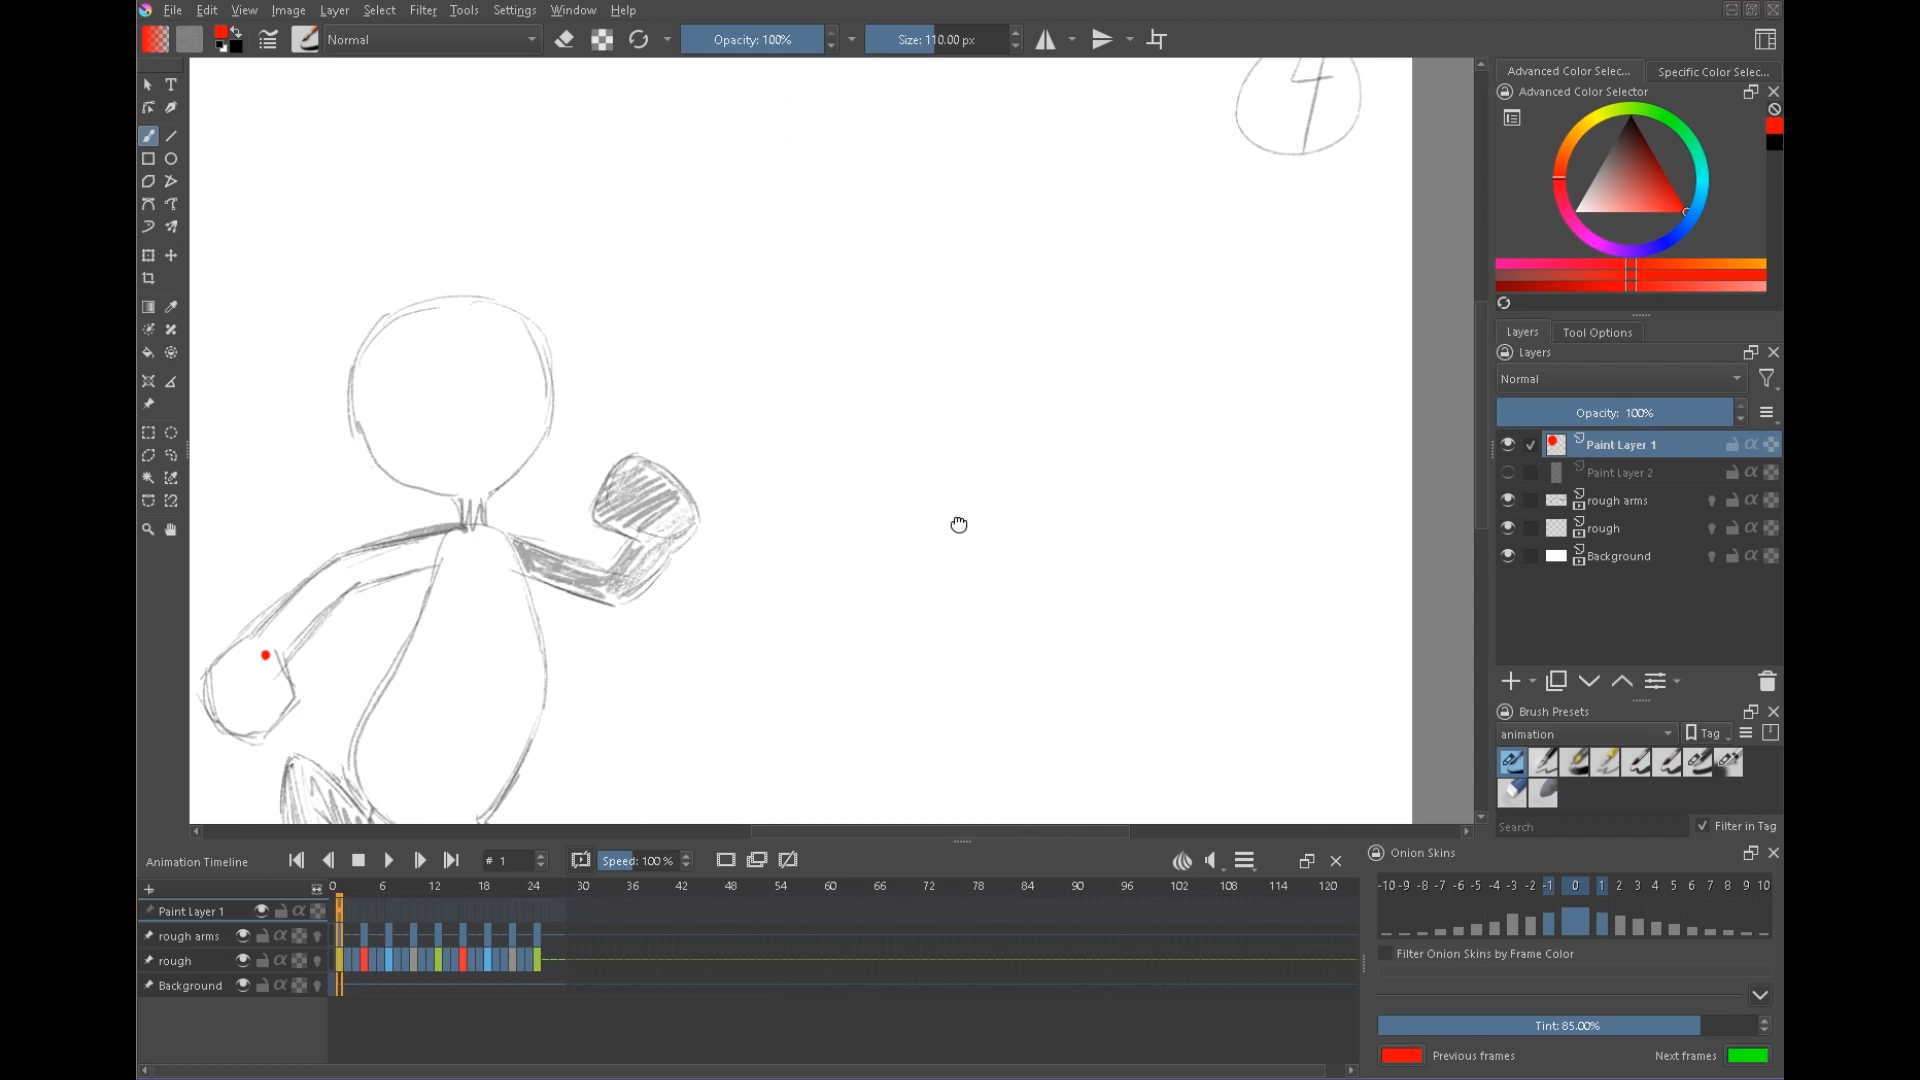 File Edit View Image Layer Select Filter Tools Settings Window Help
Normal
Opacity: 100%
Size: 110.00 px
Advanced Color Selec...
Specific Color Selec...
Advanced Color Selector
4
Layers
Tool Options
Layers
Normal
Opacity: 100%
Paint Layer 1
Paint Layer 2
rough arms
rough
Background
Brush Presets
animation
Tag
Search
Filter in Tag
Animation Timeline
# 1
Speed: 100 %
Onion Skins
0 6 12 18 24 30 36 42 48 54 60 66 72 78 84 90 96 102 108 114 120
-10 -9 -8 -7 -6 -5 -4 -3 -2 -1 0 1 2 3 4 5 6 7 8 9 10
Paint Layer 1
rough arms
rough
Background
Filter Onion Skins by Frame Color
Tint: 85.00%
Previous frames
Next frames